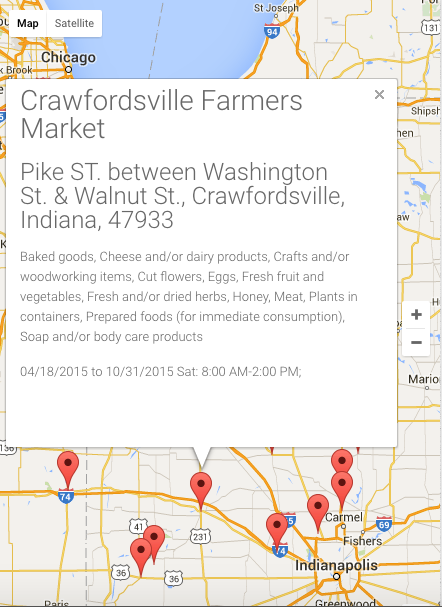 St Joseph
Map
Satellite
131
94
Chicago
Crawfordsville Farmers
Market
Pike ST. between Washington
St. & Walnut St., Crawfordsville,
Indiana, 47933
Baked goods, Cheese and/or dairy products, Crafts and/or
woodworking items, Cut flowers, Eggs, Fresh fruit and
vegetables, Fresh and/or dried herbs, Honey, Meat, Plants in
containers, Prepared foods (for immediate consumption),
Soap and/or body care products
04/18/2015 to 10/31/2015 Sat: 8:00 AM-2:00 PM;
×
Brook
Shipsh
aw
+
−
Mario
136
74
41
231
74
Carmel
69
Fishers
36
36
Indianapolis
Paris
Greenwood